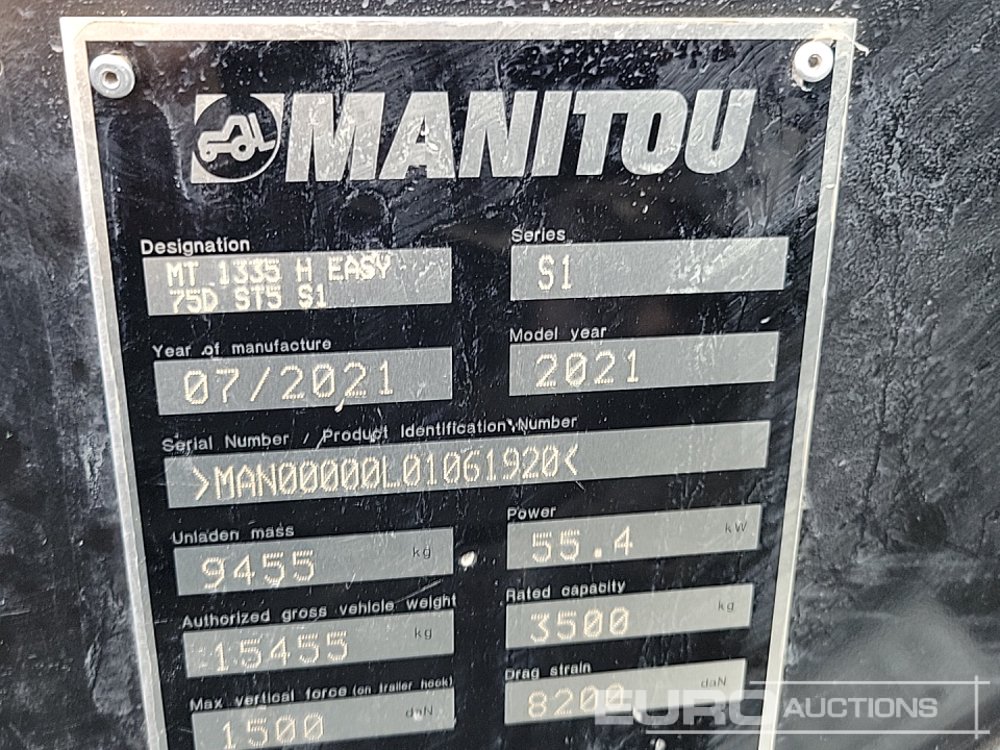 MANITOU
Designation
MT 1335 H EASY
75D ST5 S1
Series
S1
Year of manufacture
07/2021
Model year
2021
Serial Number / Product Identification Number
>MAN00000L01061920<
Unladen mass
9455 kg
Power
55.4 kW
Authorized gross vehicle weight
15455 kg
Rated capacity
3500 kg
Max vertical force (on trailer hook)
1500 daN
Drag strain
8200 daN
EURO AUCTIONS